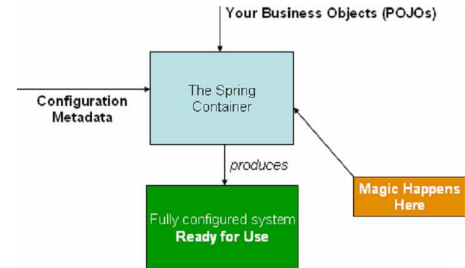 Your Business Objects (POJOs)
The Spring
Container
Configuration
Metadata
produces
Magic Happens
Here
Fully configured system
Ready for Use